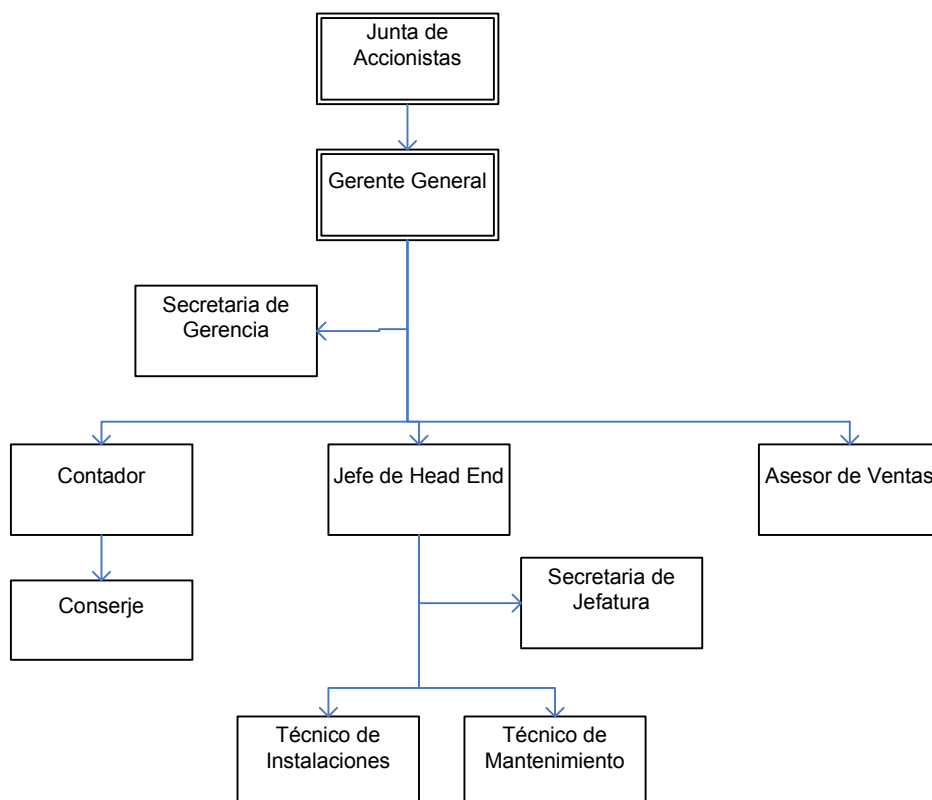 Junta de
Accionistas
Gerente General
Secretaria de
Gerencia
Contador
Jefe de Head End
Asesor de Ventas
Conserje
Secretaria de
Jefatura
Técnico de
Instalaciones
Técnico de
Mantenimiento